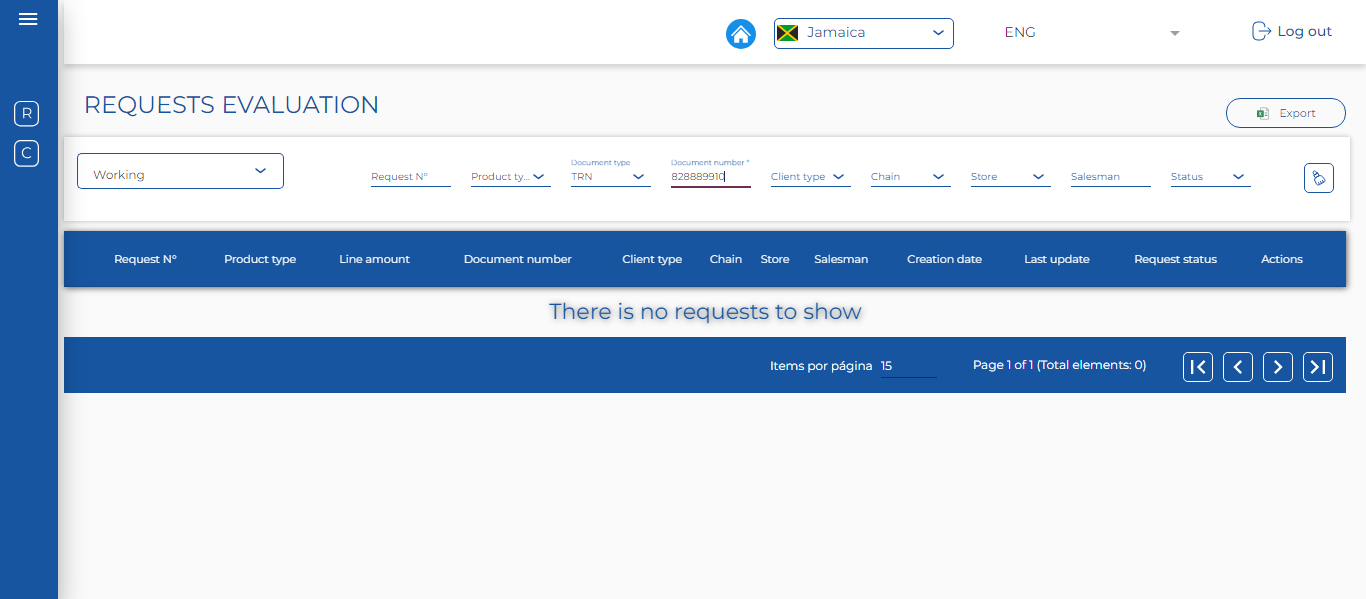 Jamaica
ENG
Log out
R
C
REQUESTS EVALUATION
Export
Working
Request N°
Product ty...
Document type
TRN
Document number *
828889910
Client type
Chain
Store
Salesman
Status
Request N° Product type Line amount Document number Client type Chain Store Salesman Creation date Last update Request status Actions
There is no requests to show
Items por página 15 Page 1 of 1 (Total elements: 0)